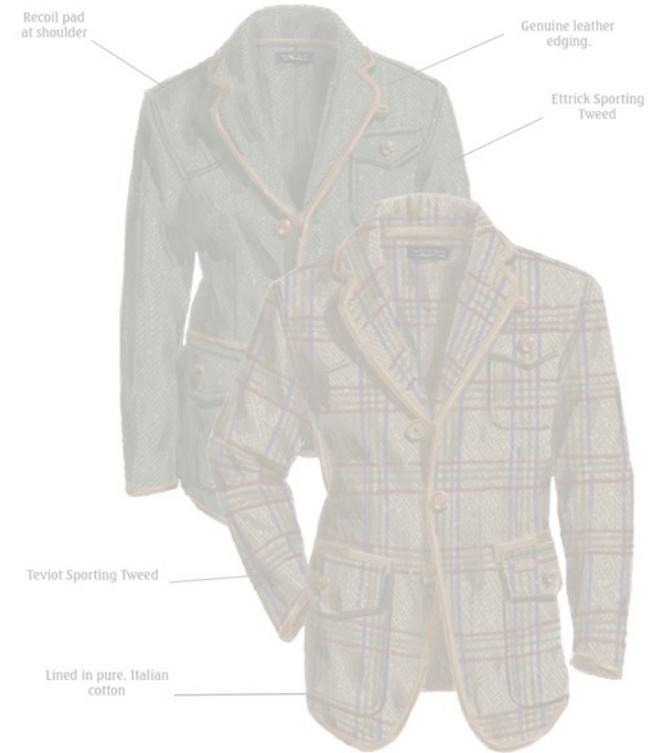 Recoil pad
at shoulder
Genuine leather
edging.
Ettrick Sporting
Tweed
Teviot Sporting Tweed
Lined in pure, Italian
cotton